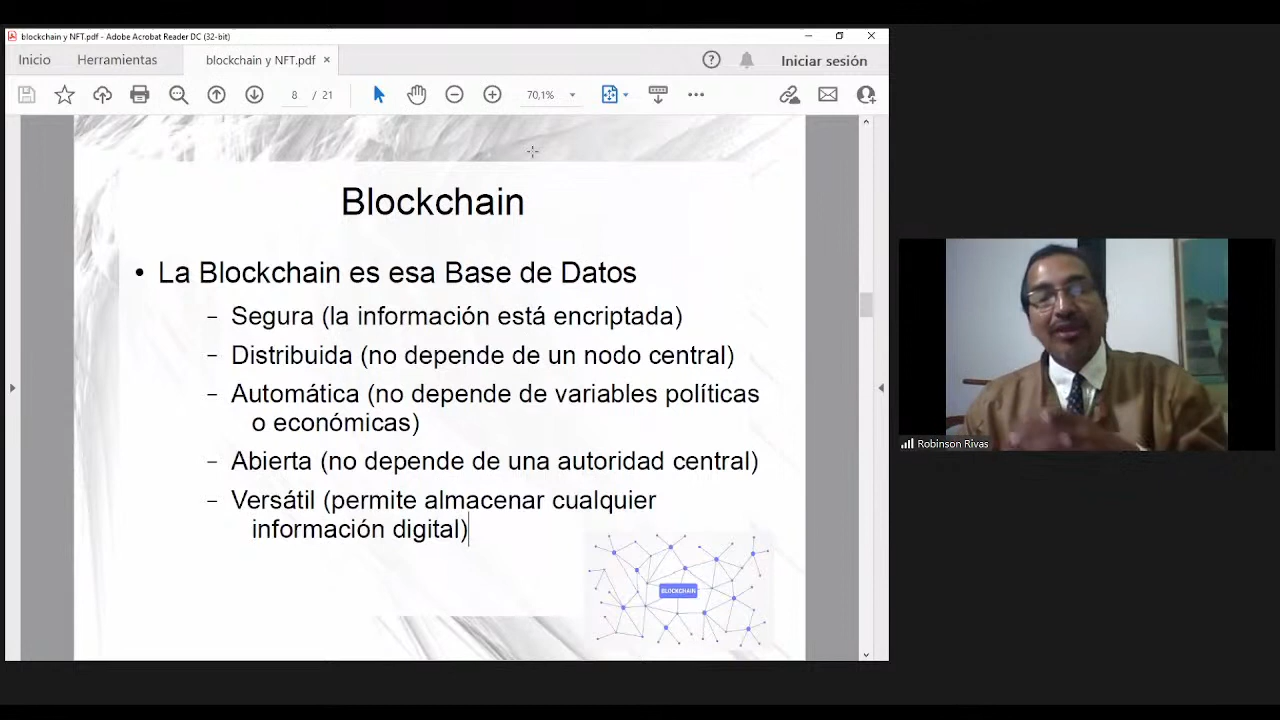 blockchain y NFT.pdf - Adobe Acrobat Reader DC (32-bit)
Inicio
Herramientas
blockchain y NFT.pdf
Iniciar sesión
8 / 21
70,1%
Blockchain
• La Blockchain es esa Base de Datos
– Segura (la información está encriptada)
– Distribuida (no depende de un nodo central)
– Automática (no depende de variables políticas
o económicas)
– Abierta (no depende de una autoridad central)
– Versátil (permite almacenar cualquier
información digital)
BLOCKCHAIN
Robinson Rivas